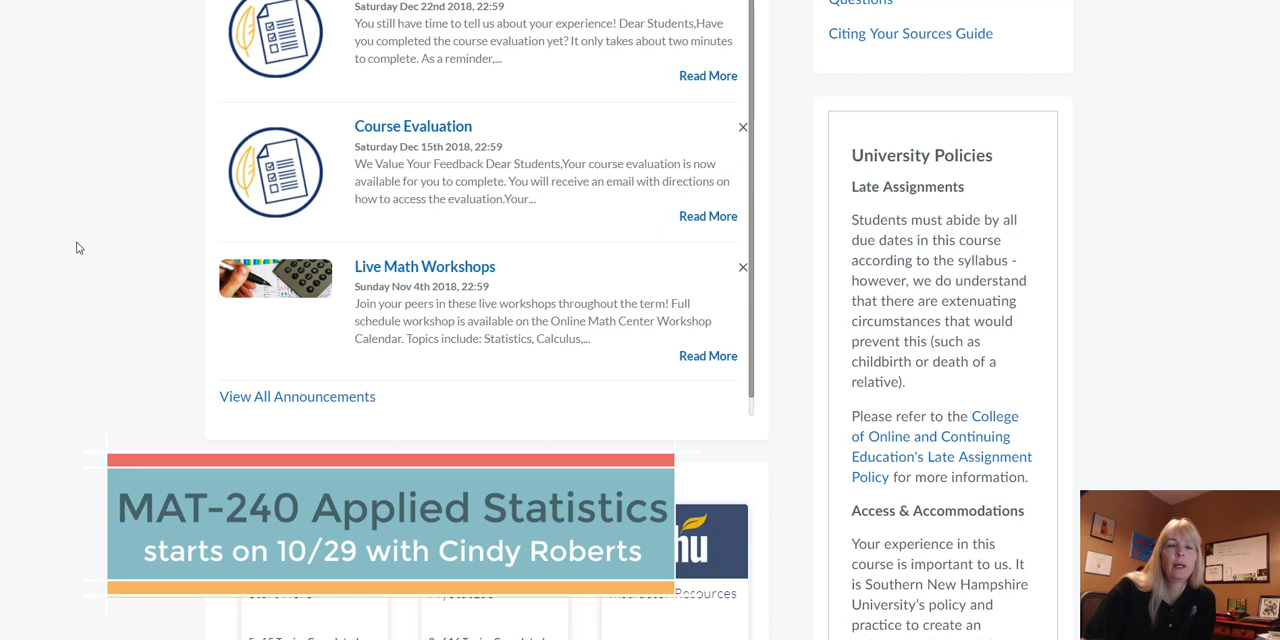 Saturday Dec 22nd 2018, 22:59
You still have time to tell us about your experience! Dear Students,Have
you completed the course evaluation yet? It only takes about two minutes
to complete. As a reminder,...
Read More
Course Evaluation
Saturday Dec 15th 2018, 22:59
We Value Your Feedback Dear Students,Your course evaluation is now
available for you to complete. You will receive an email with directions on
how to access the evaluation.Your...
Read More
Live Math Workshops
Sunday Nov 4th 2018, 22:59
Join your peers in these live workshops throughout the term! Full
schedule workshop is available on the Online Math Center Workshop
Calendar. Topics include: Statistics, Calculus,...
Read More
View All Announcements
MAT-240 Applied Statistics
starts on 10/29 with Cindy Roberts
hu
Resources
Questions
Citing Your Sources Guide
University Policies
Late Assignments
Students must abide by all
due dates in this course
according to the syllabus -
however, we do understand
that there are extenuating
circumstances that would
prevent this (such as
childbirth or death of a
relative).
Please refer to the College
of Online and Continuing
Education's Late Assignment
Policy for more information.
Access & Accommodations
Your experience in this
course is important to us. It
is Southern New Hampshire
University's policy and
practice to create an